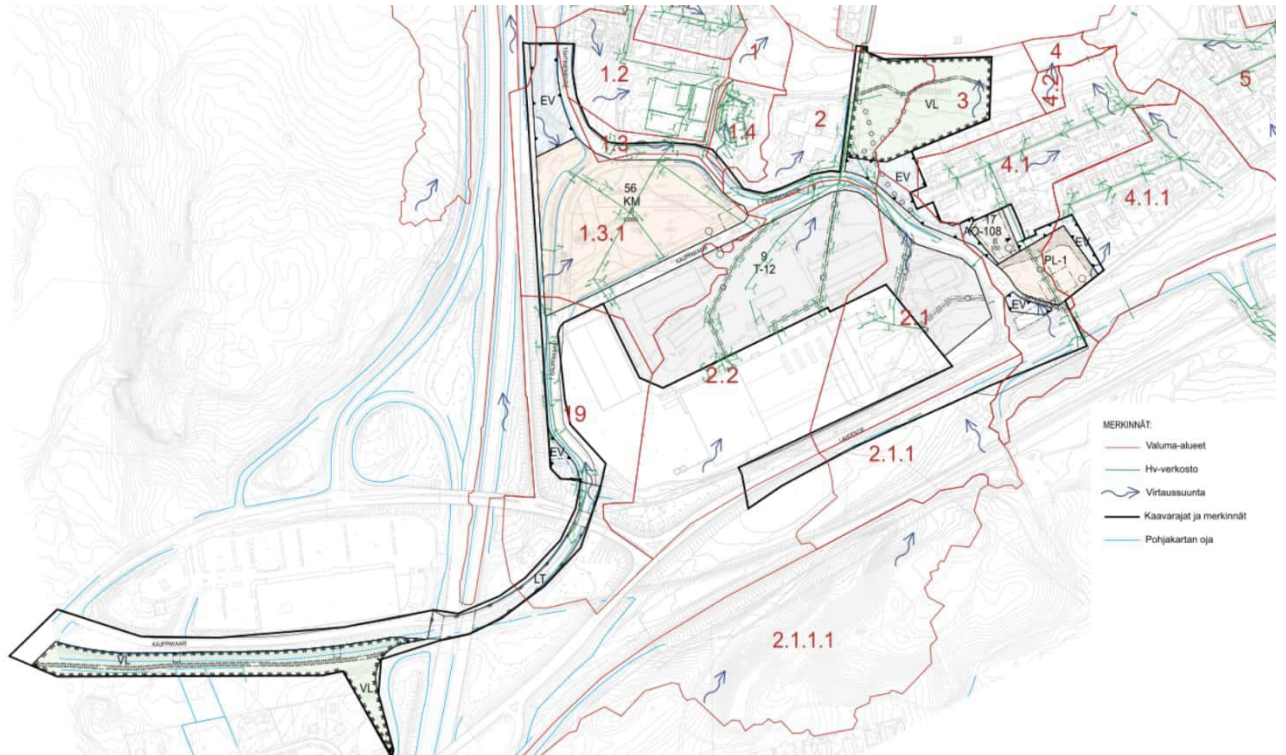 1
4
1.2
EV
5
4.2
3
VL
1.4
2
1.3
EV
4.1
56
KM
4.1.1
17
AO-108
EV
1.3.1
9
T-12
PL-1
KAUPPAKAARI
EV
2.1
2.2
19
MERKINNÄT:
Valuma-alueet
Hv-verkosto
Virtaussuunta
Kaavarajat ja merkinnät
Pohjakartan oja
EV
2.1.1
LT
2.1.1.1
KAUPPAKAARI
VL
VL